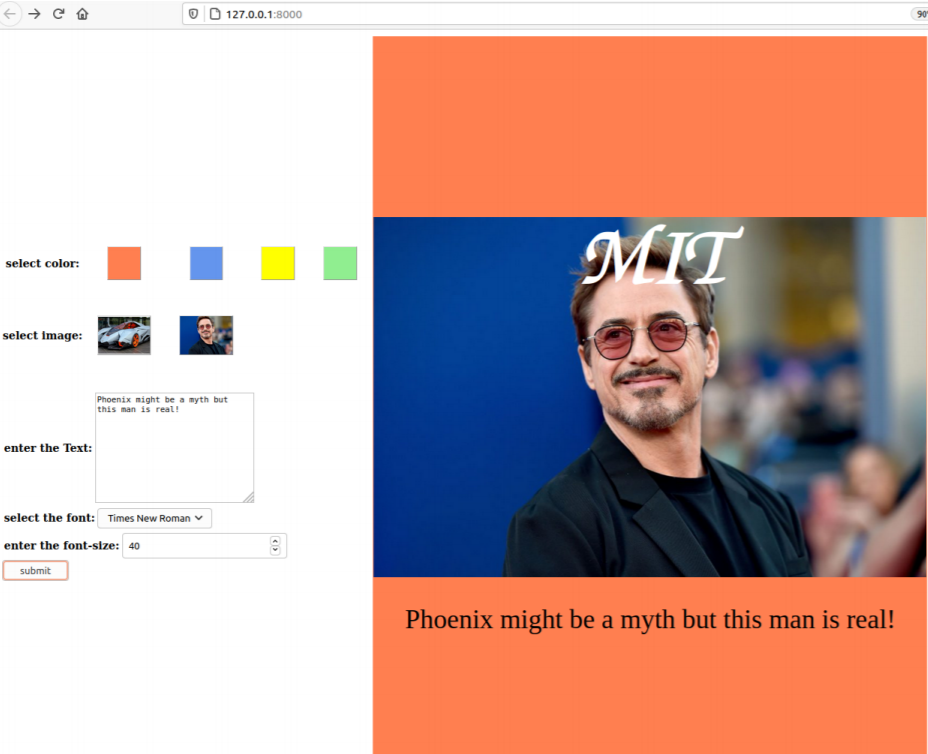 127.0.0.1:8000
select color:
select image:
enter the Text:
Phoenix might be a myth but
this man is real!
select the font: Times New Roman
enter the font-size: 40
submit
MIT
Phoenix might be a myth but this man is real!